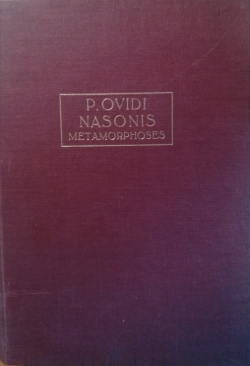 P. OVIDI
NASONIS
METAMORPHOSES